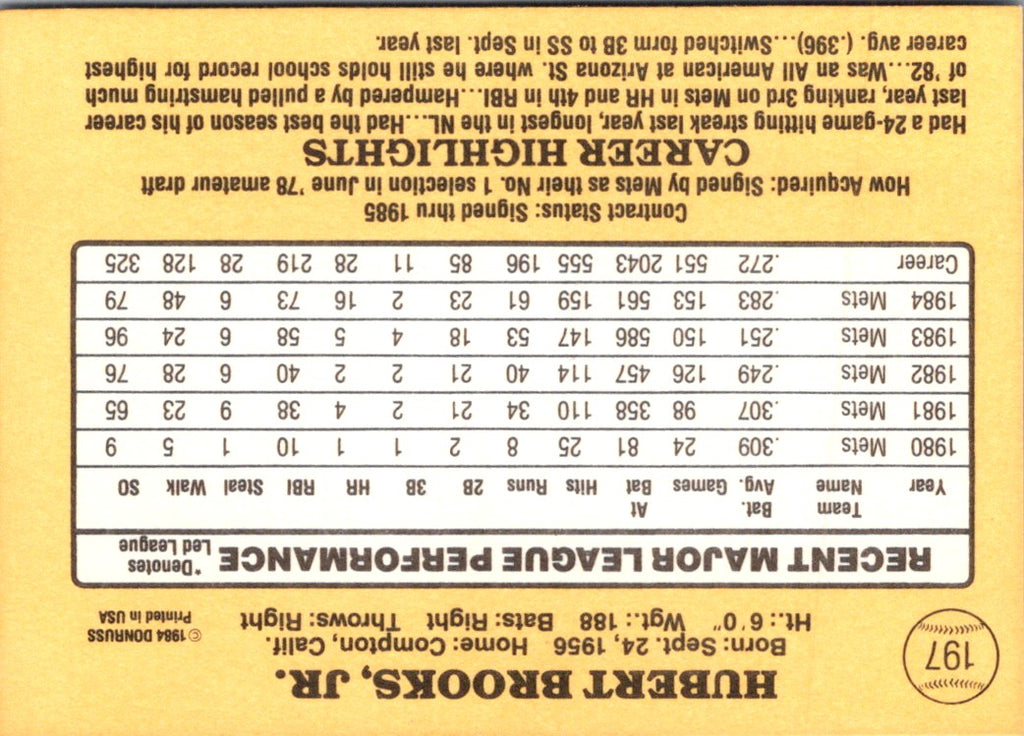 197
HUBERT BROOKS, JR.
Born: Sept. 24, 1956 Home: Compton, Calif.
Ht.: 6'0" Wgt.: 188 Bats: Right Throws: Right
© 1984 DONRUSS
Printed in USA
RECENT MAJOR LEAGUE PERFORMANCE *Denotes Led League
Year Team Name Bat. Avg. Games At Bat Hits Runs 2B 3B HR RBI Steal Walk SO
1980 Mets .309 24 81 25 8 2 1 1 10 1 5 9
1981 Mets .307 98 358 110 34 21 2 4 38 9 23 65
1982 Mets .249 126 457 114 40 21 2 2 40 6 28 76
1983 Mets .251 150 586 147 53 18 4 5 58 6 24 96
1984 Mets .283 153 561 159 61 23 2 16 73 6 48 79
Career .272 551 2043 555 196 85 11 28 219 28 128 325
Contract Status: Signed thru 1985
How Acquired: Signed by Mets as their No. 1 selection in June '78 amateur draft
CAREER HIGHLIGHTS
Had a 24-game hitting streak last year, longest in the NL...Had the best season of his career
last year, ranking 3rd on Mets in HR and 4th in RBI...Hampered by a pulled hamstring much
of '82...Was an All American at Arizona St. where he still holds school record for highest
career avg. (.396)...Switched form 3B to SS in Sept. last year.